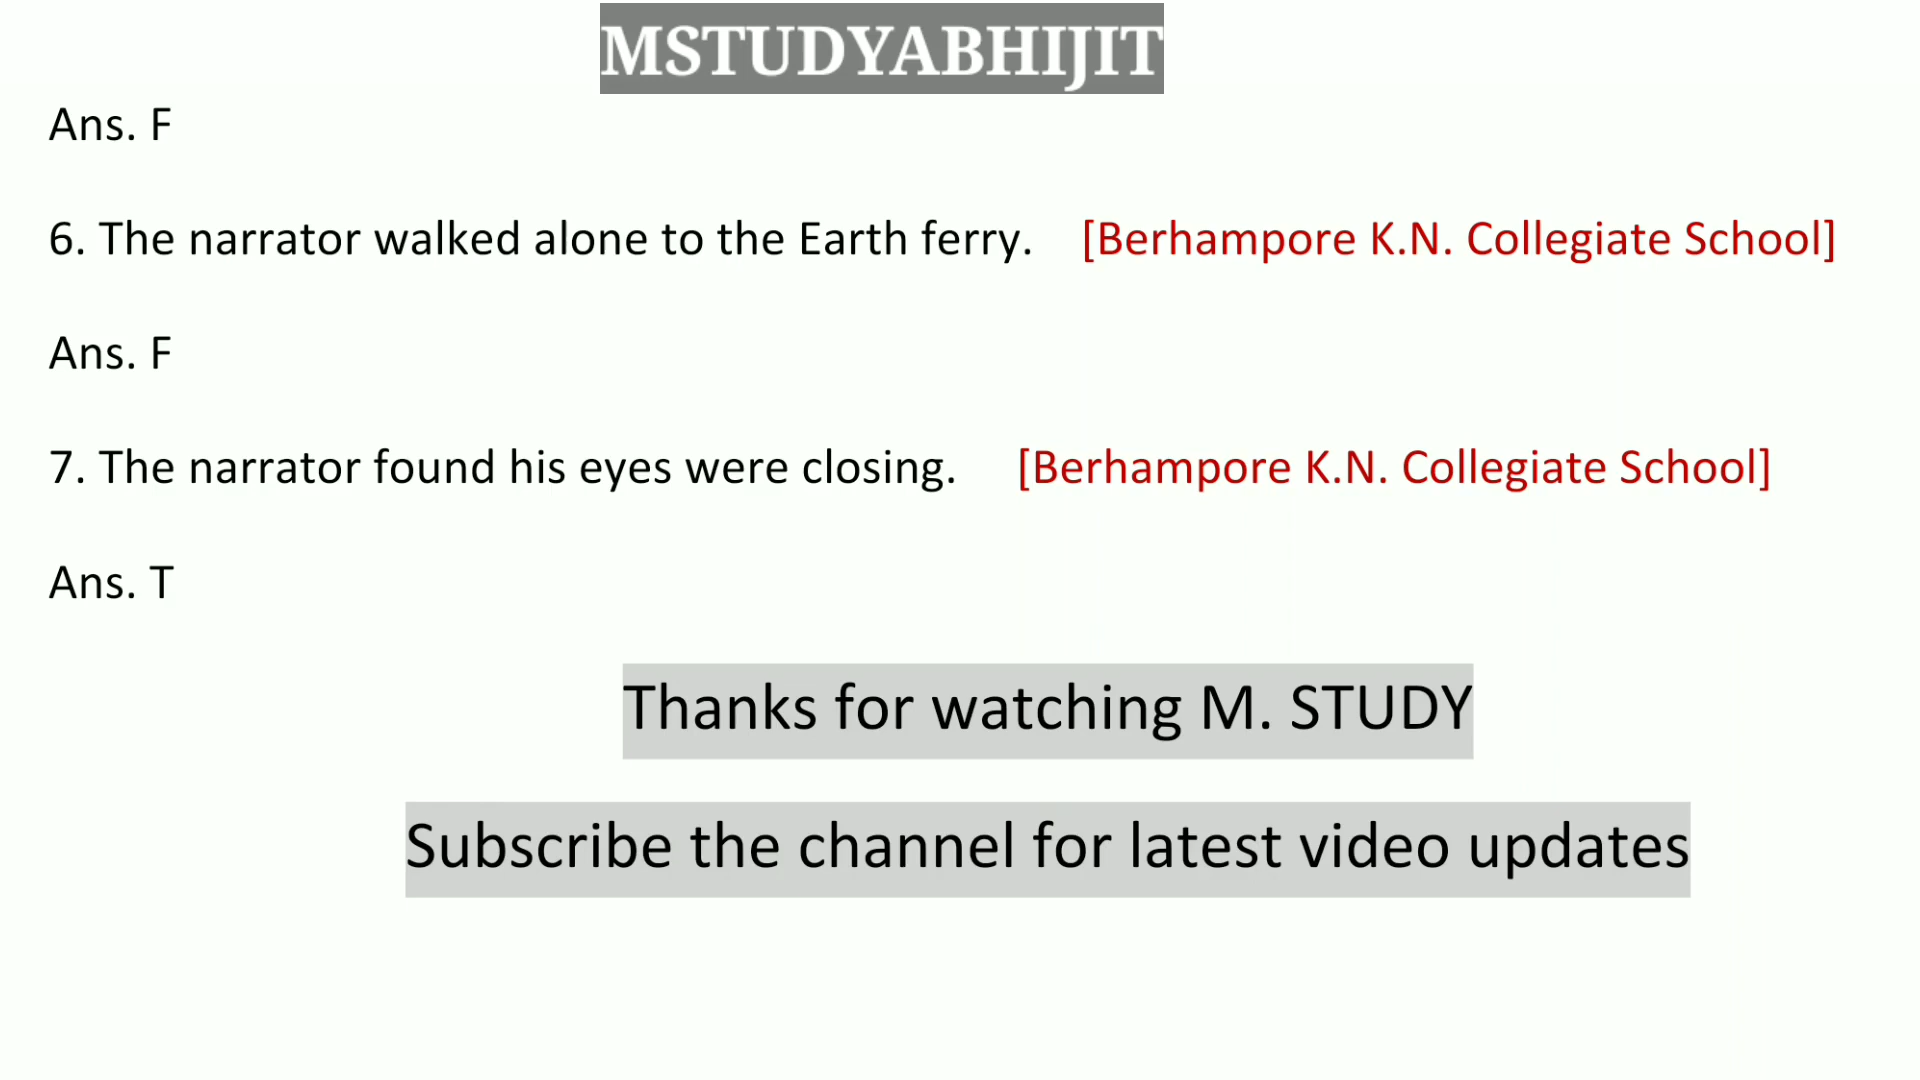 MSTUDYABHIJIT
Ans. F
6. The narrator walked alone to the Earth ferry. [Berhampore K.N. Collegiate School]
Ans. F
7. The narrator found his eyes were closing. [Berhampore K.N. Collegiate School]
Ans. T
Thanks for watching M. STUDY
Subscribe the channel for latest video updates